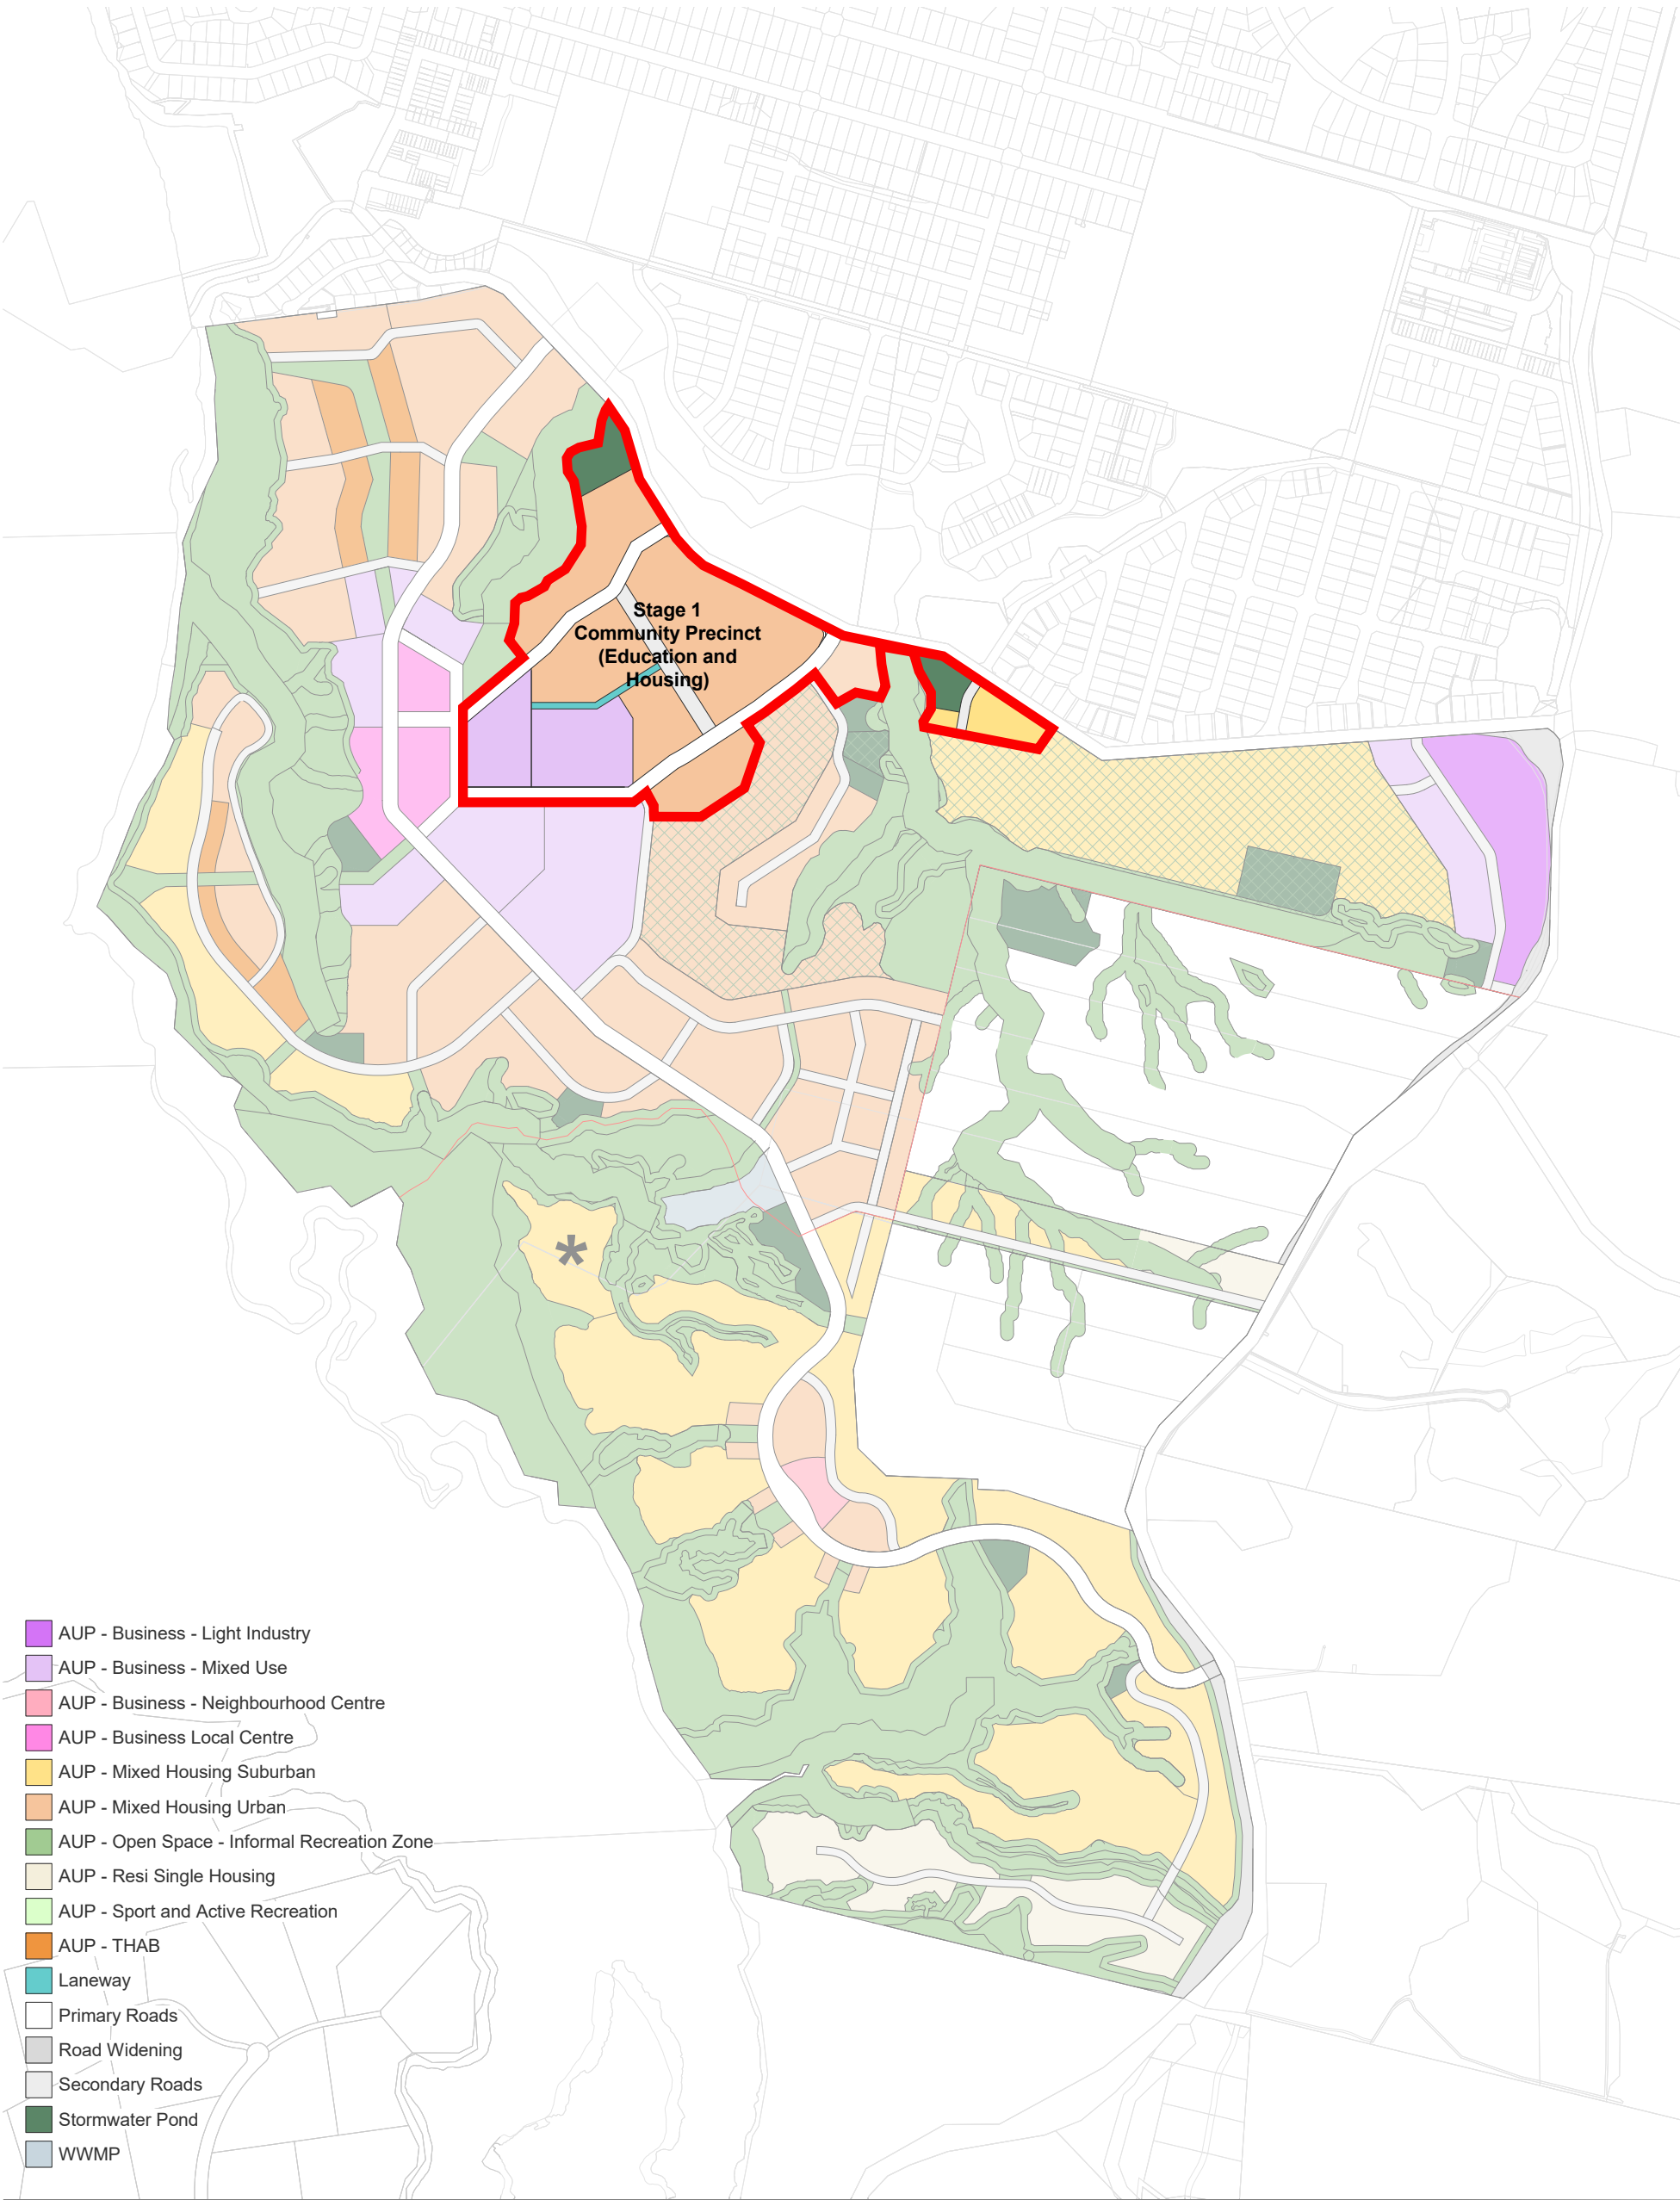 Stage 1
Community Precinct
(Education and
Housing)
*
AUP - Business - Light Industry
AUP - Business - Mixed Use
AUP - Business - Neighbourhood Centre
AUP - Business Local Centre
AUP - Mixed Housing Suburban
AUP - Mixed Housing Urban
AUP - Open Space - Informal Recreation Zone
AUP - Resi Single Housing
AUP - Sport and Active Recreation
AUP - THAB
Laneway
Primary Roads
Road Widening
Secondary Roads
Stormwater Pond
WWMP